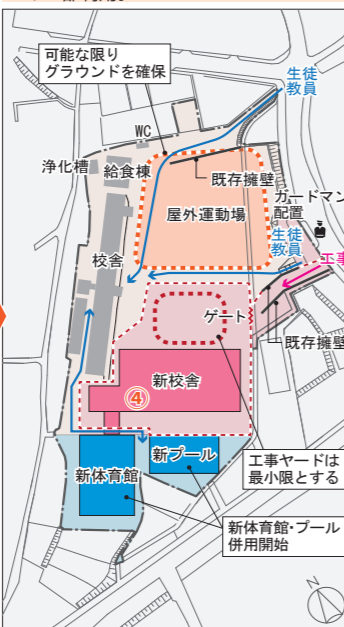 可能な限り
グラウンドを確保
生徒
教員
WC
浄化槽
給食棟
既存擁壁
ガードマン
配置
屋外運動場
生徒
教員
校舎
工事
ゲート
既存擁壁
新校舎
④
新プール
新体育館
工事ヤードは
最小限とする
新体育館・プール
併用開始
N